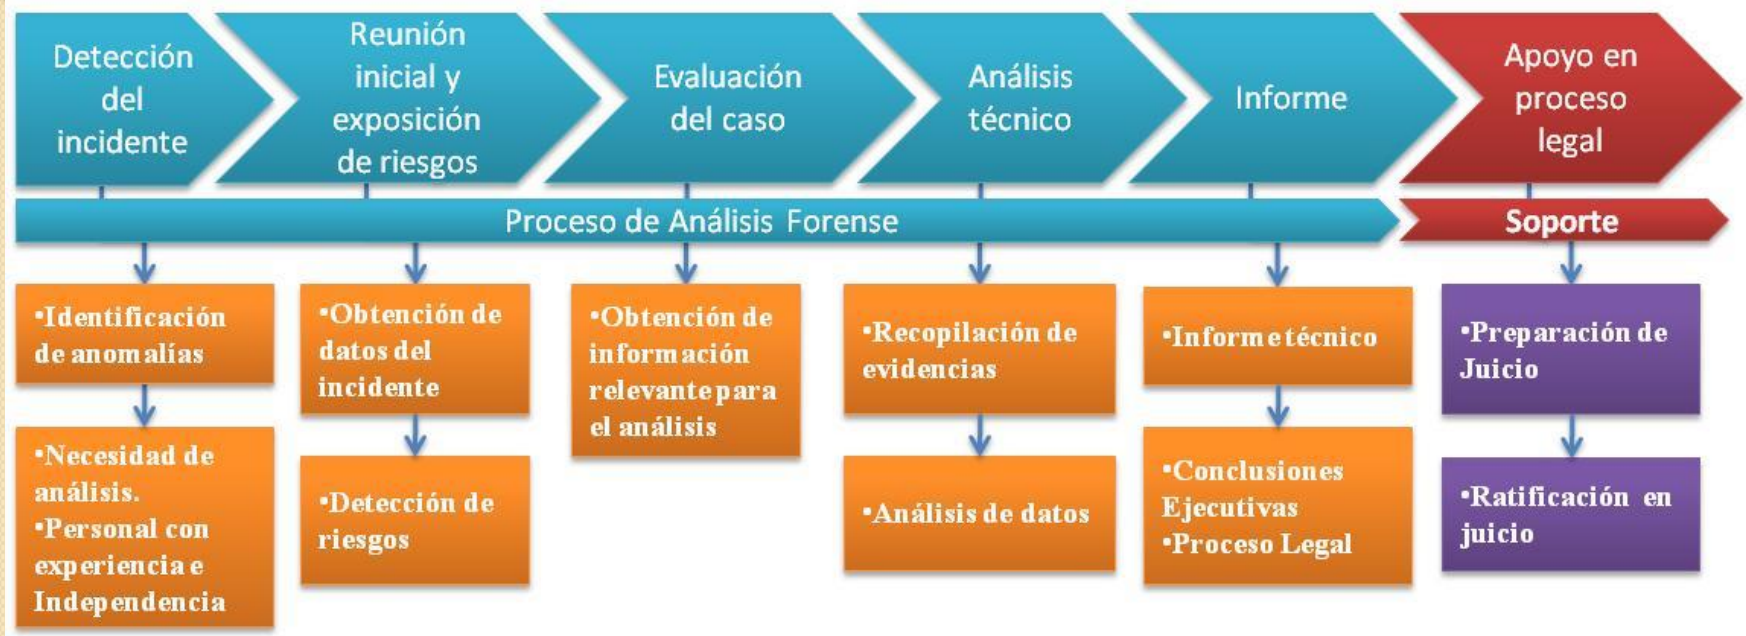 Detección
del
incidente
Reunión
inicial y
exposición
de riesgos
Evaluación
del caso
Análisis
técnico
Informe
Apoyo en
proceso
legal
Proceso de Análisis Forense
Soporte
•Identificación
de anomalías
•Necesidad de
análisis.
•Personal con
experiencia e
Independencia
•Obtención de
datos del
incidente
•Detección de
riesgos
•Obtención de
información
relevante para
el análisis
•Recopilación de
evidencias
•Análisis de datos
•Informe técnico
•Conclusiones
Ejecutivas
•Proceso Legal
•Preparación de
Juicio
•Ratificación en
juicio